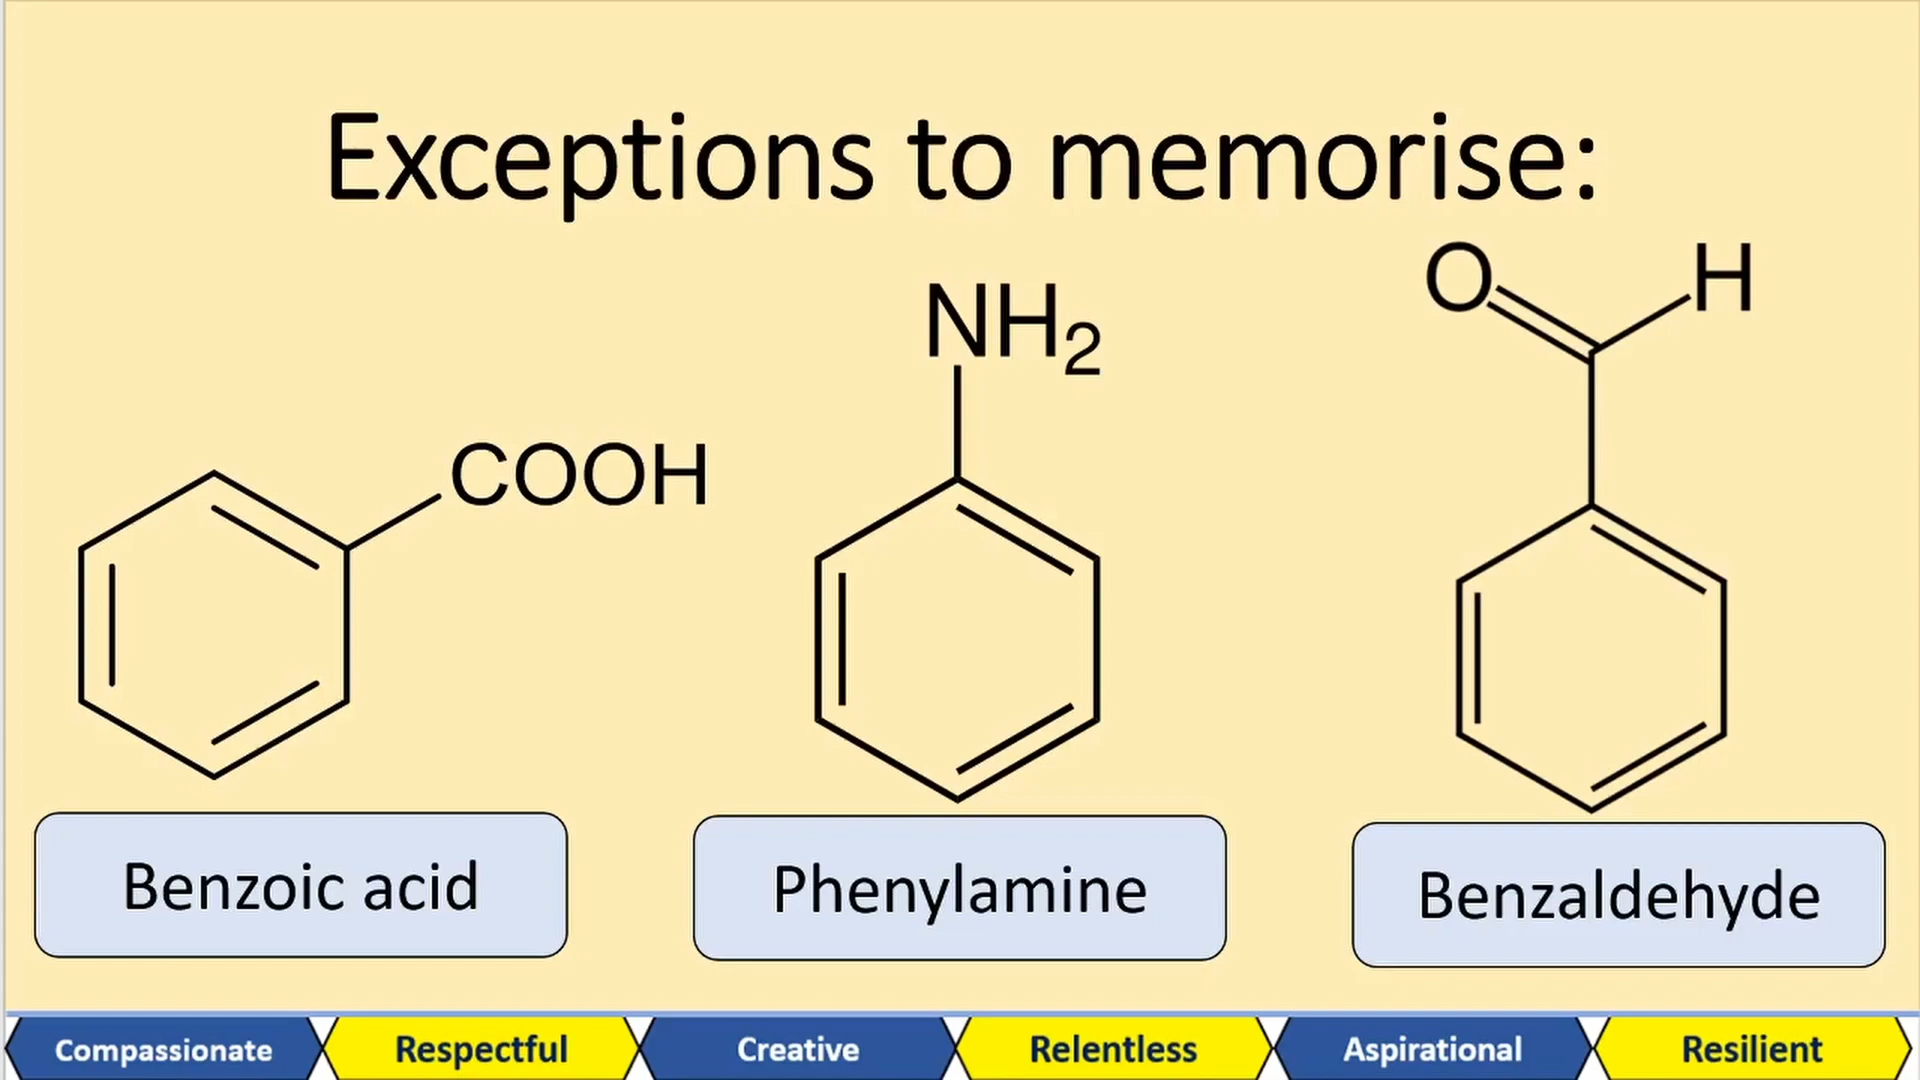 Exceptions to memorise:
COOH
NH2
O H
Benzoic acid
Phenylamine
Benzaldehyde
Compassionate Respectful Creative Relentless Aspirational Resilient